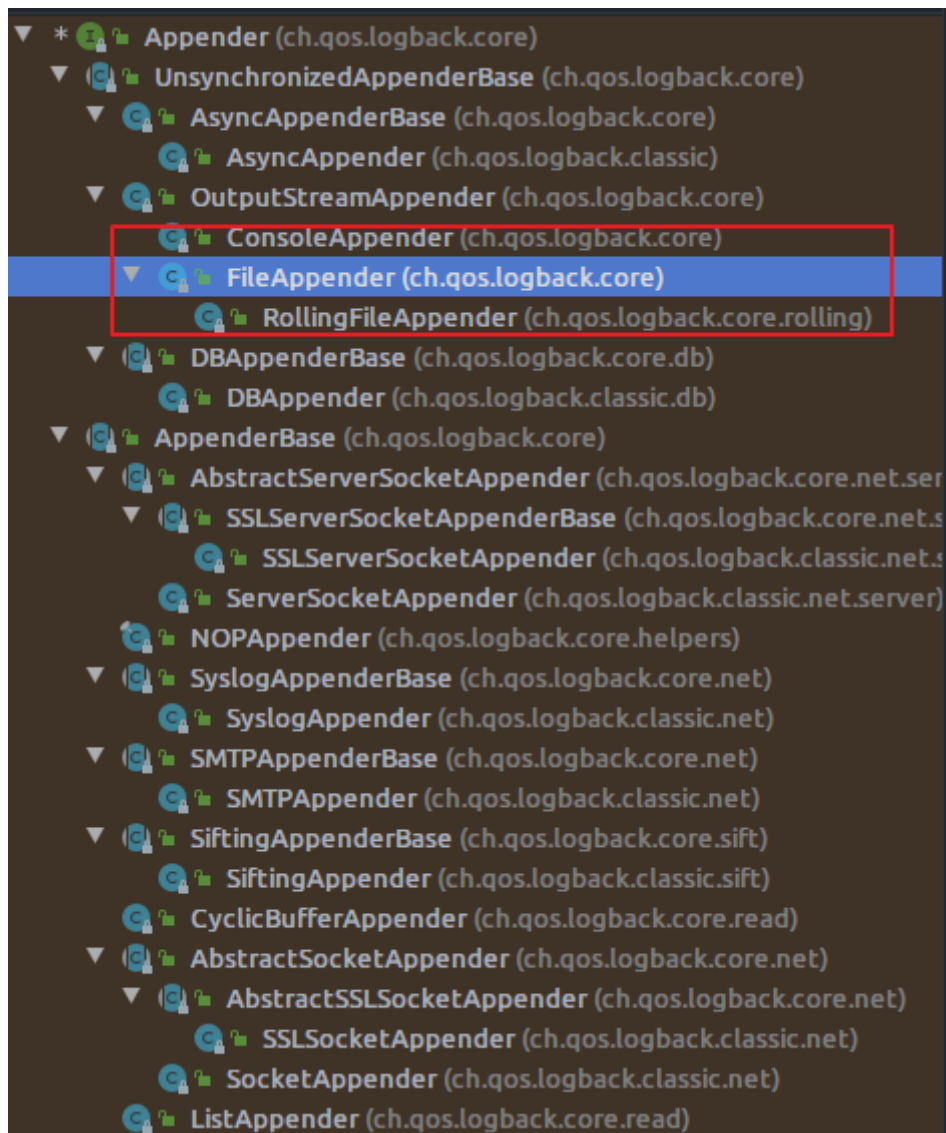 * Appender (ch.qos.logback.core)
UnsynchronizedAppenderBase (ch.qos.logback.core)
AsyncAppenderBase (ch.qos.logback.core)
AsyncAppender (ch.qos.logback.classic)
OutputStreamAppender (ch.qos.logback.core)
ConsoleAppender (ch.qos.logback.core)
FileAppender (ch.qos.logback.core)
RollingFileAppender (ch.qos.logback.core.rolling)
DBAppenderBase (ch.qos.logback.core.db)
DBAppender (ch.qos.logback.classic.db)
AppenderBase (ch.qos.logback.core)
AbstractServerSocketAppender (ch.qos.logback.core.net.ser
SSLServerSocketAppenderBase (ch.qos.logback.core.net.s
SSLServerSocketAppender (ch.qos.logback.classic.net.s
ServerSocketAppender (ch.qos.logback.classic.net.server)
NOPAppender (ch.qos.logback.core.helpers)
SyslogAppenderBase (ch.qos.logback.core.net)
SyslogAppender (ch.qos.logback.classic.net)
SMTPAppenderBase (ch.qos.logback.core.net)
SMTPAppender (ch.qos.logback.classic.net)
SiftingAppenderBase (ch.qos.logback.core.sift)
SiftingAppender (ch.qos.logback.classic.sift)
CyclicBufferAppender (ch.qos.logback.core.read)
AbstractSocketAppender (ch.qos.logback.core.net)
AbstractSSLSocketAppender (ch.qos.logback.core.net)
SSLSocketAppender (ch.qos.logback.classic.net)
SocketAppender (ch.qos.logback.classic.net)
ListAppender (ch.qos.logback.core.read)